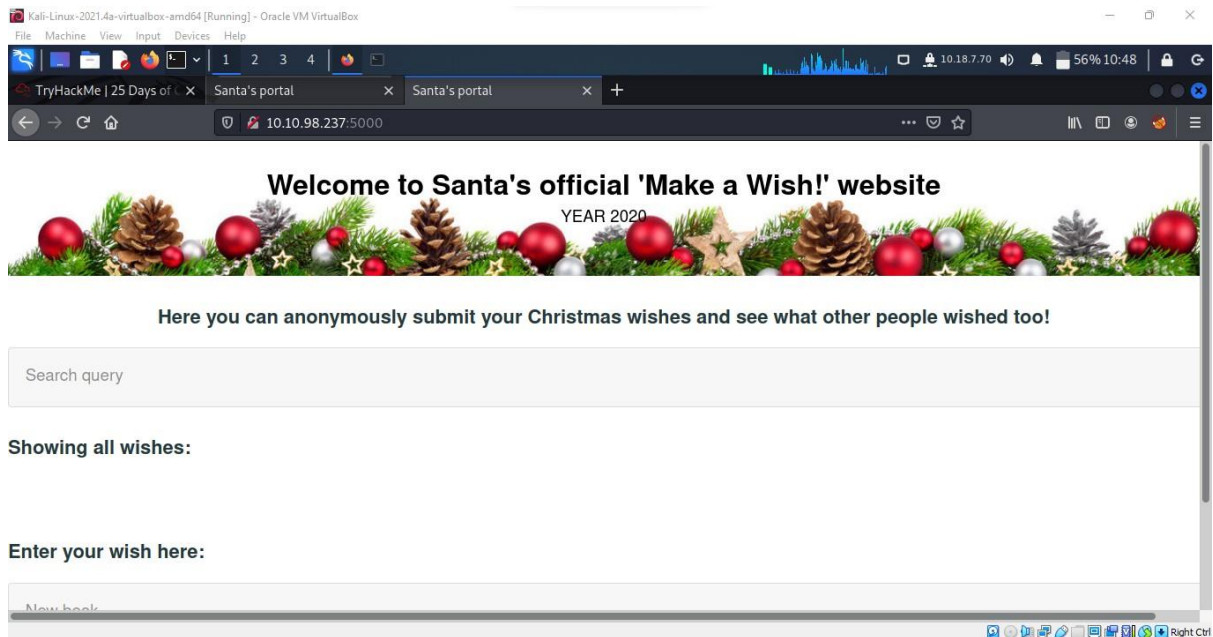 Kali-Linux-2021.4a-virtualbox-amd64 [Running] - Oracle VM VirtualBox
File Machine View Input Devices Help
1 2 3 4 10.18.7.70 56% 10:48
TryHackMe | 25 Days of C Santa's portal Santa's portal
10.10.98.237:5000
Welcome to Santa's official 'Make a Wish!' website
YEAR 2020
Here you can anonymously submit your Christmas wishes and see what other people wished too!
Search query
Showing all wishes:
Enter your wish here:
New book
Right Ctrl